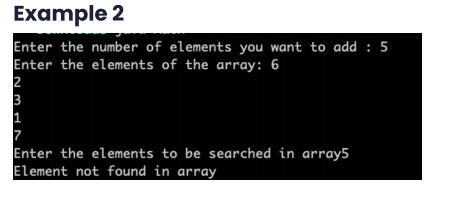 Example 2
Enter the number of elements you want to add : 5
Enter the elements of the array: 6
2
3
1
7
Enter the elements to be searched in array5
Element not found in array